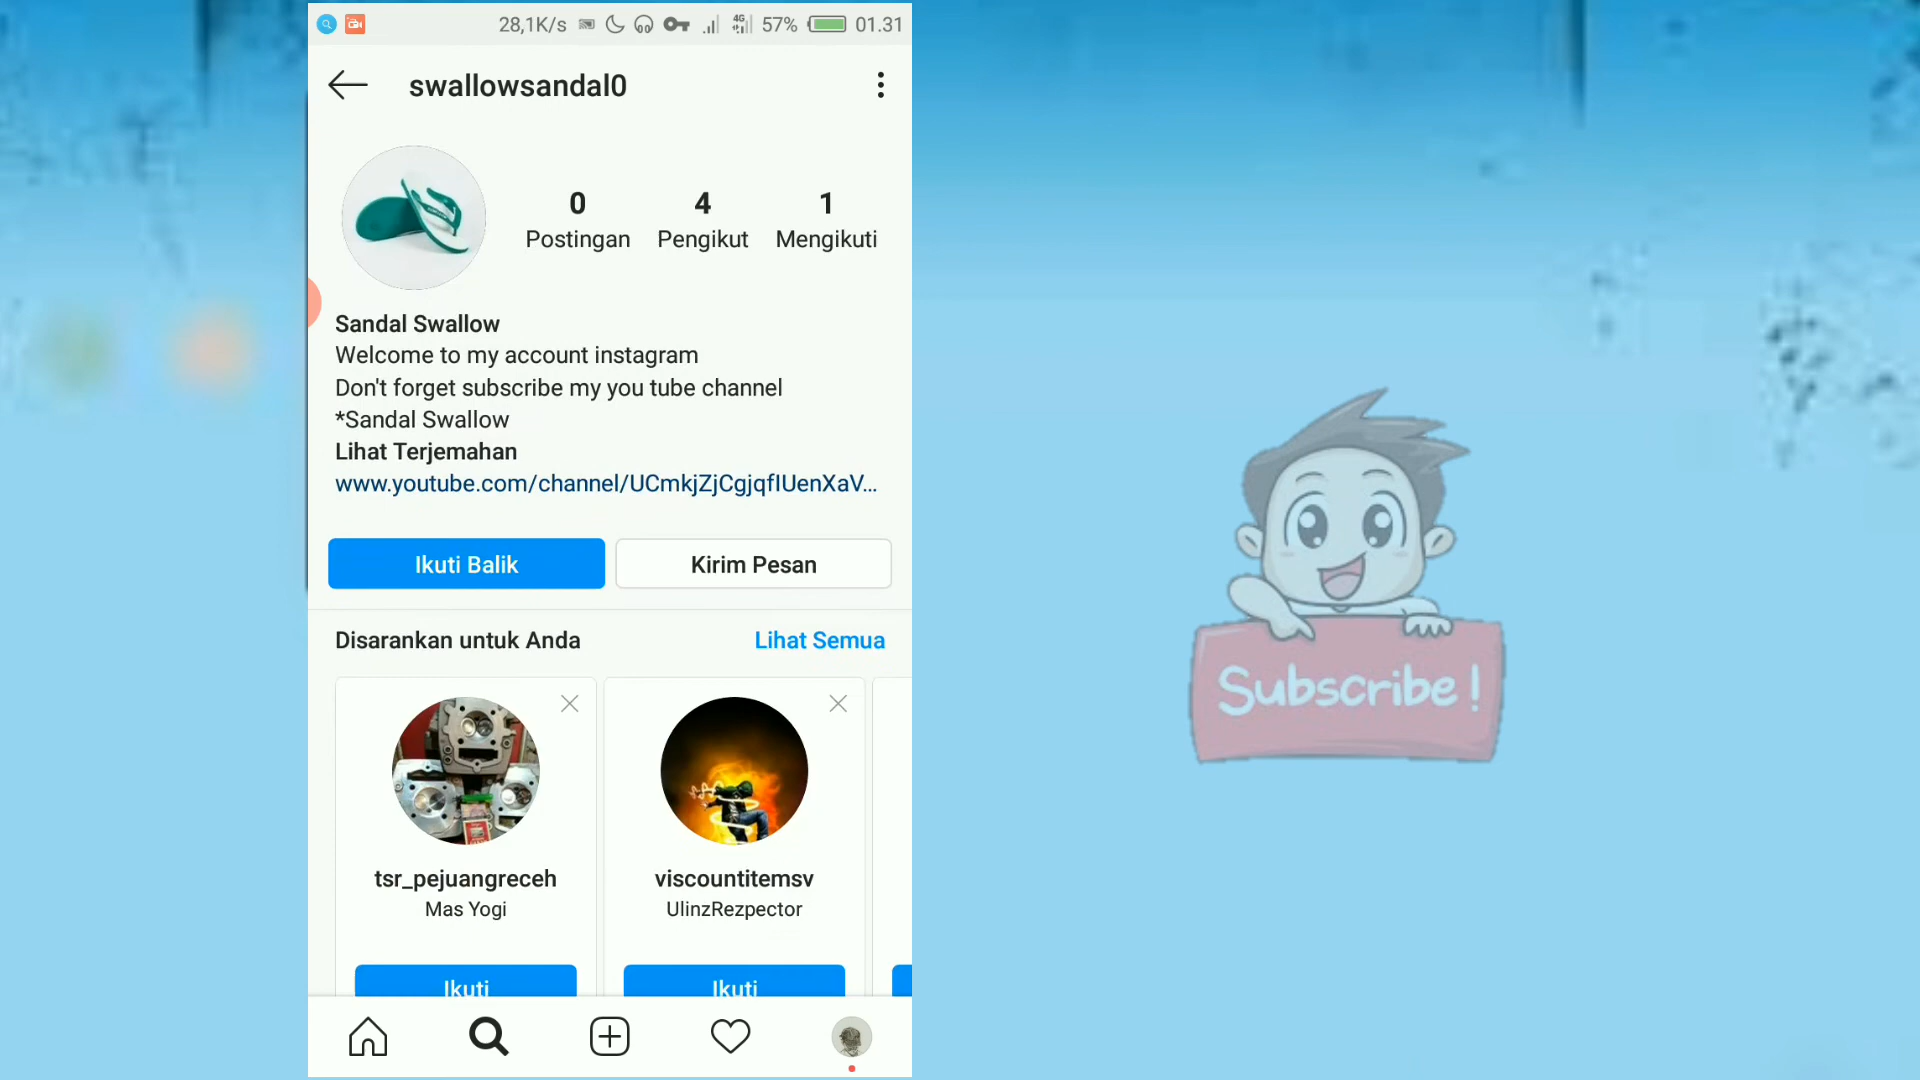 28,1K/s 4G 57% 01.31
swallowsandal0
0 4 1
Postingan Pengikut Mengikuti
Sandal Swallow
Welcome to my account instagram
Don't forget subscribe my you tube channel
*Sandal Swallow
Lihat Terjemahan
www.youtube.com/channel/UCmkjZjCgjqfIUenXaV...
Ikuti Balik Kirim Pesan
Disarankan untuk Anda Lihat Semua
tsr_pejuangreceh viscountitemsv
Mas Yogi UlinzRezpector
Ikuti Ikuti
Subscribe!